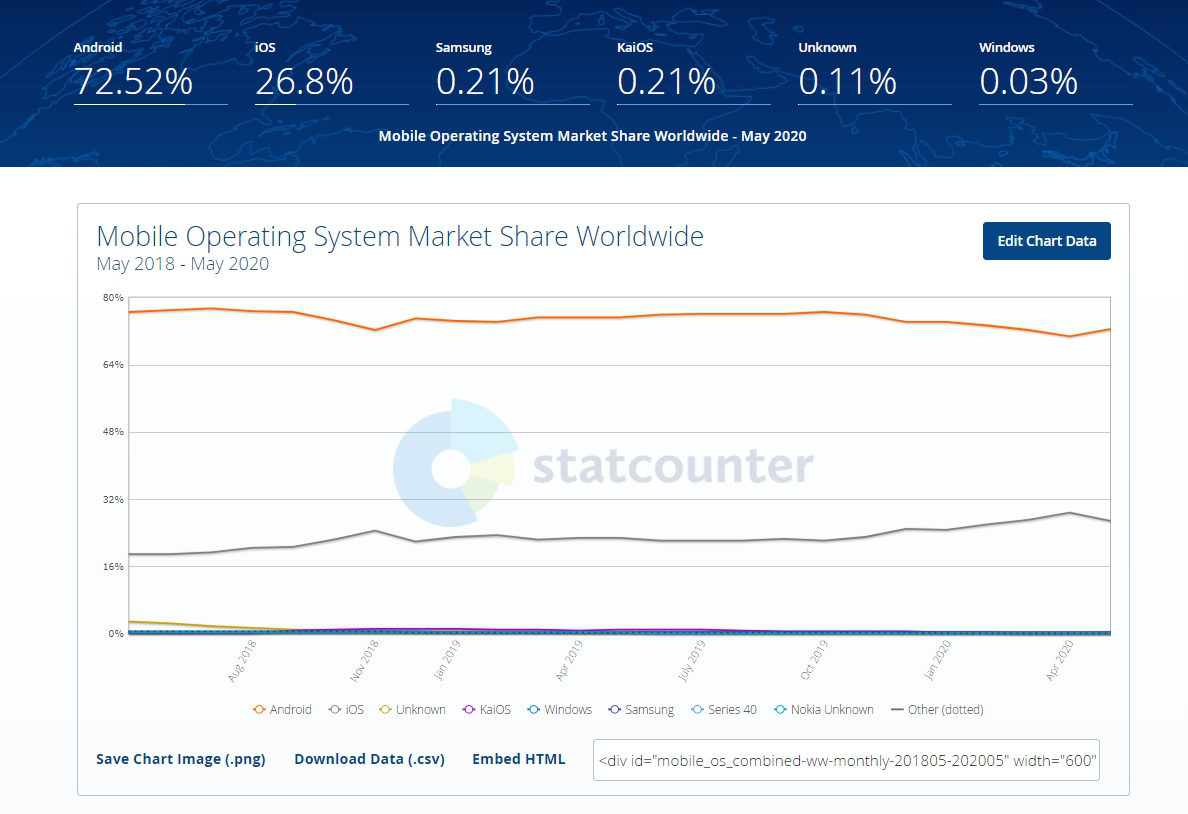 Android iOS Samsung KaiOS Unknown Windows
72.52% 26.8% 0.21% 0.21% 0.11% 0.03%
Mobile Operating System Market Share Worldwide - May 2020
Mobile Operating System Market Share Worldwide
May 2018 - May 2020
Edit Chart Data
80%
64%
48%
statcounter
32%
16%
0%
Aug 2018 Nov 2018 Jan 2019 Apr 2019 July 2019 Oct 2019 Jan 2020 Apr 2020
Android iOS Unknown KaiOS Windows Samsung Series 40 Nokia Unknown Other (dotted)
Save Chart Image (.png) Download Data (.csv) Embed HTML <div id="mobile_os_combined-ww-monthly-201805-202005" width="600"